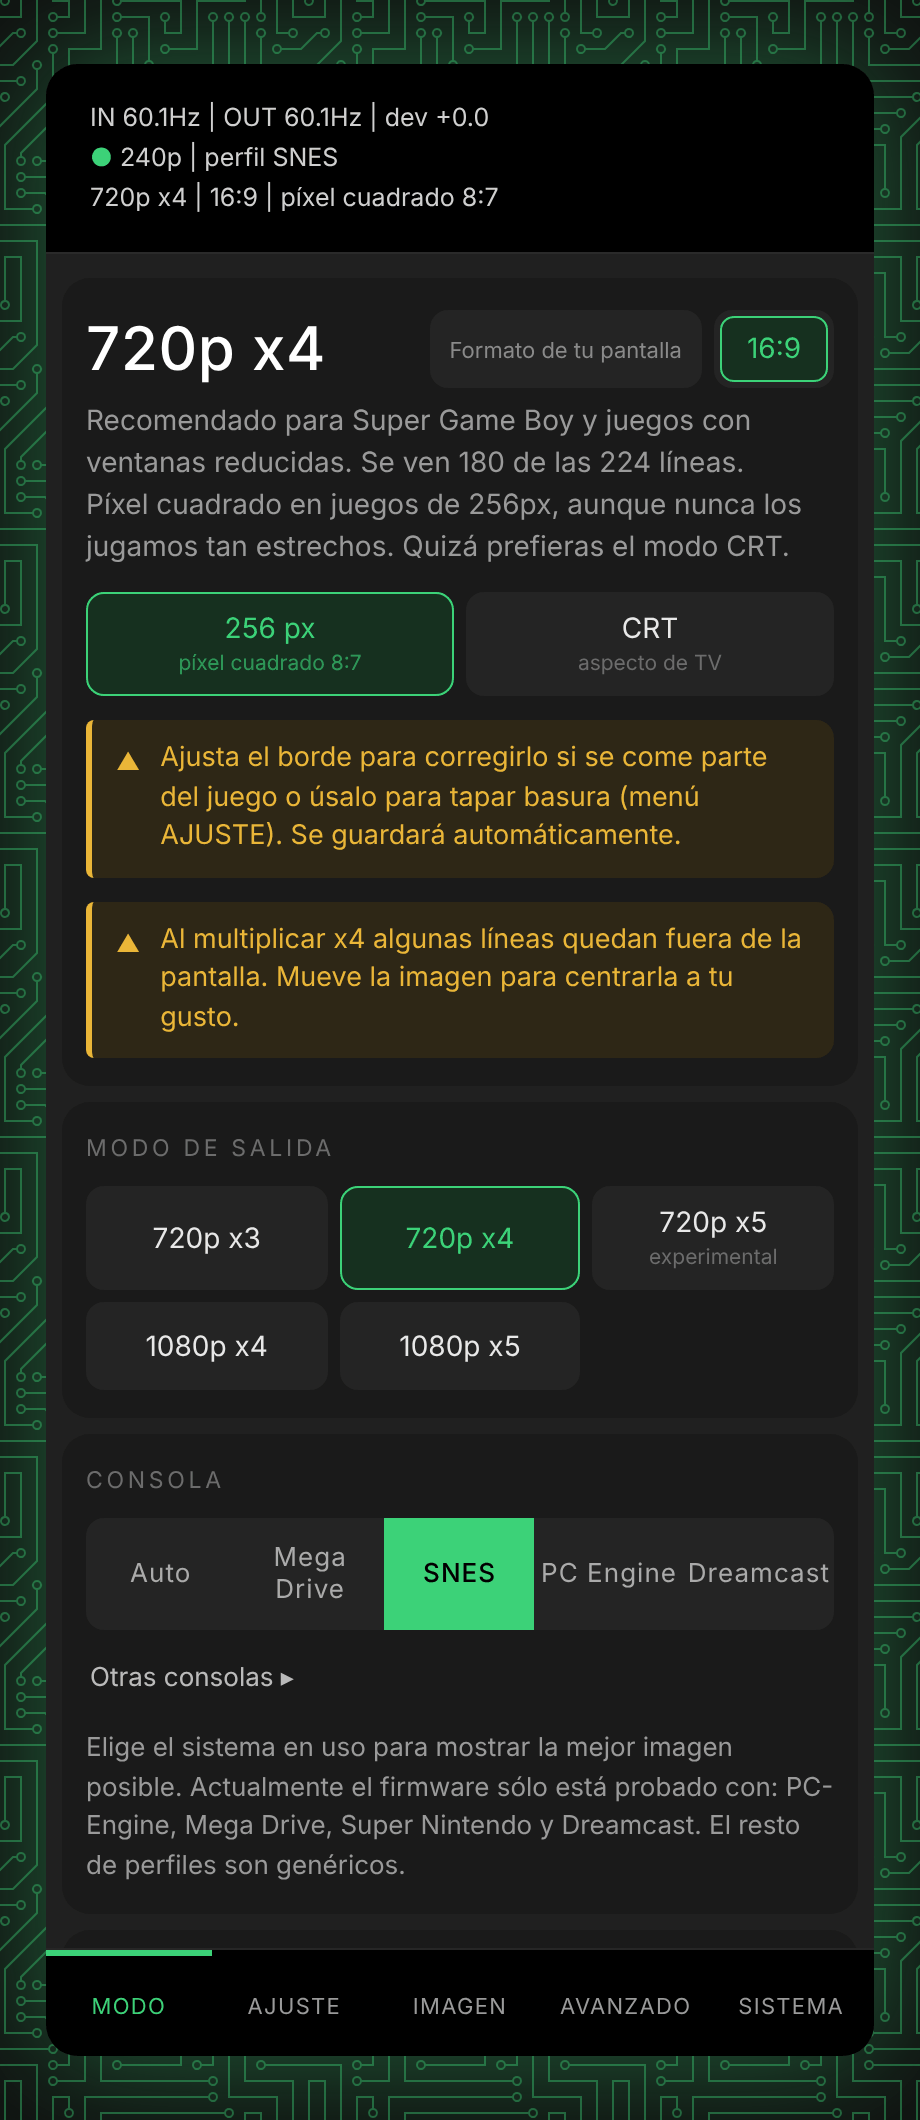 IN 60.1Hz | OUT 60.1Hz | dev +0.0
240p | perfil SNES
720p x4 | 16:9 | píxel cuadrado 8:7
720p x4
Formato de tu pantalla
16:9
Recomendado para Super Game Boy y juegos con
ventanas reducidas. Se ven 180 de las 224 líneas.
Píxel cuadrado en juegos de 256px, aunque nunca los
jugamos tan estrechos. Quizá prefieras el modo CRT.
256 px
píxel cuadrado 8:7
CRT
aspecto de TV
Ajusta el borde para corregirlo si se come parte
del juego o úsalo para tapar basura (menú
AJUSTE). Se guardará automáticamente.
Al multiplicar x4 algunas líneas quedan fuera de la
pantalla. Mueve la imagen para centrarla a tu
gusto.
MODO DE SALIDA
720p x3
720p x4
720p x5
experimental
1080p x4
1080p x5
CONSOLA
Auto
Mega
Drive
SNES
PC Engine
Dreamcast
Otras consolas ▸
Elige el sistema en uso para mostrar la mejor imagen
posible. Actualmente el firmware sólo está probado con: PC-
Engine, Mega Drive, Super Nintendo y Dreamcast. El resto
de perfiles son genéricos.
MODO
AJUSTE
IMAGEN
AVANZADO
SISTEMA